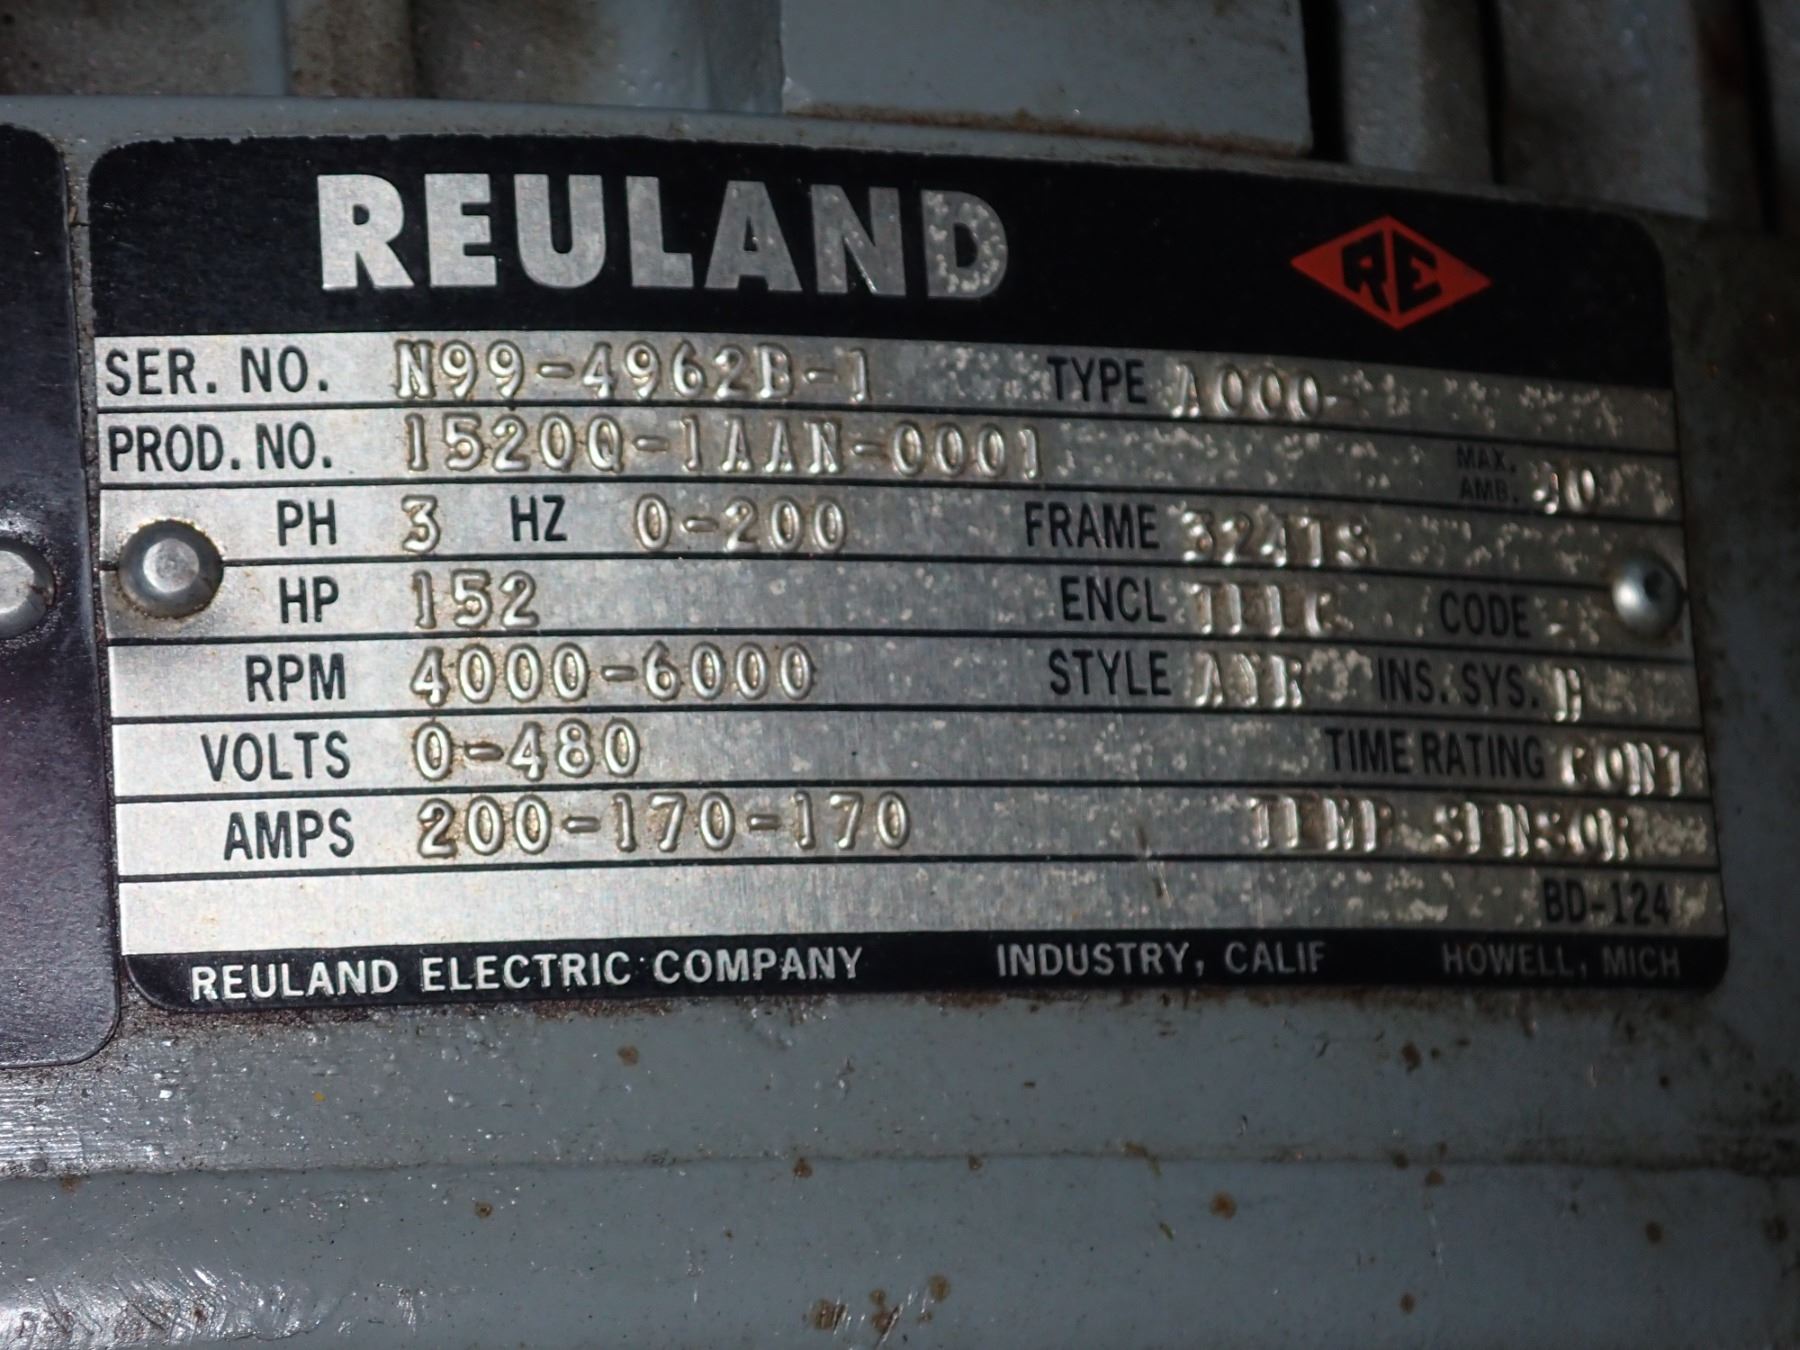 REULAND
RE
SER. NO. N99-4962B-1 TYPE A000-
PROD. NO. 1520Q-1AAN-0001 MAX. AMB. 40
PH 3 HZ 0-200 FRAME 324TS
HP 152 ENCL CODE
RPM 4000-6000 STYLE INS. SYS. H
VOLTS 0-480 TIME RATING CONT
AMPS 200-170-170 TEMP SENSOR
BD-124
REULAND ELECTRIC COMPANY INDUSTRY, CALIF HOWELL, MICH